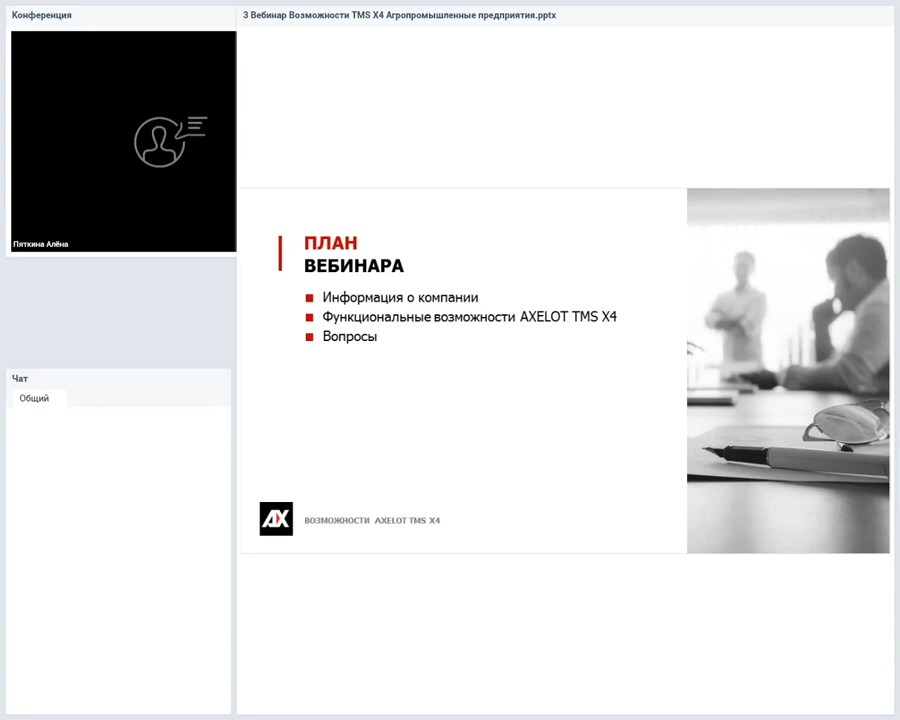 Конференция
3 Вебинар Возможности TMS X4 Агропромышленные предприятия.pptx
Пяткина Алёна
ПЛАН
ВЕБИНАРА
Информация о компании
Функциональные возможности AXELOT TMS X4
Вопросы
Чат
Общий
AX
ВОЗМОЖНОСТИ AXELOT TMS X4